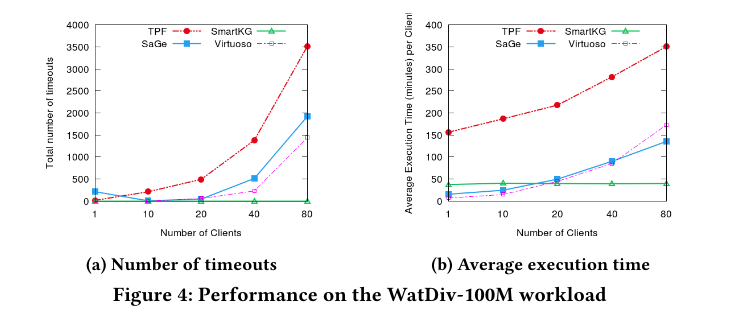 TPF SmartKG
SaGe Virtuoso
4000
3500
3000
2500
2000
1500
1000
500
0
Total number of timeouts
1 10 20 40 80
Number of Clients
(a) Number of timeouts
TPF SmartKG
SaGe Virtuoso
400
350
300
250
200
150
100
50
0
Average Execution Time (minutes) per Client
1 10 20 40 80
Number of Clients
(b) Average execution time
Figure 4: Performance on the WatDiv-100M workload